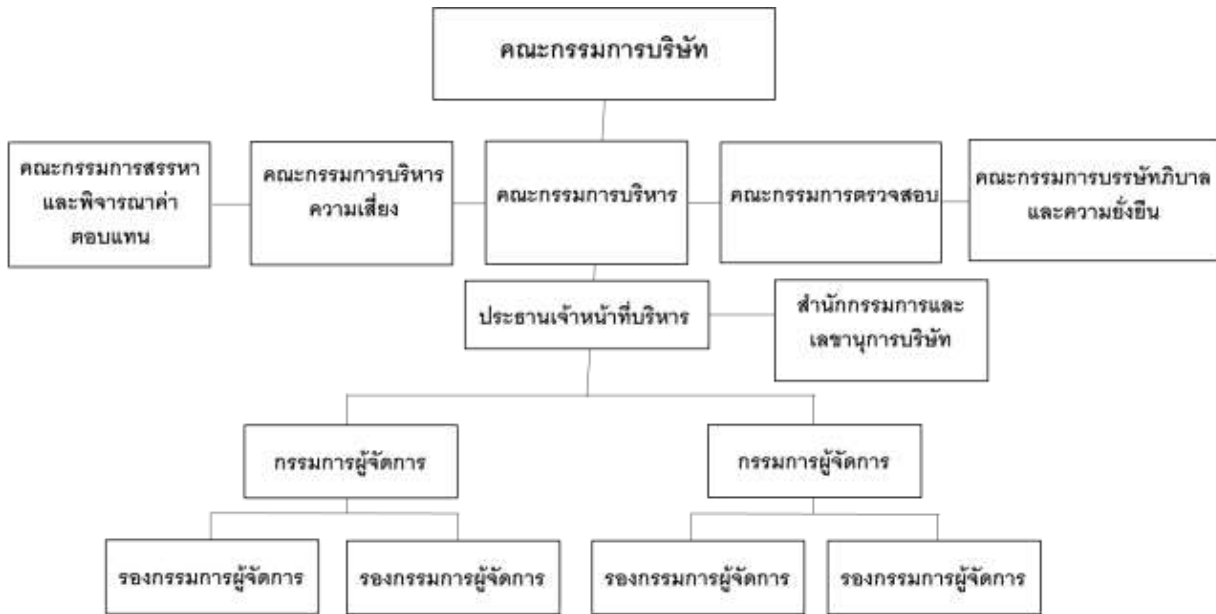 คณะกรรมการบริษัท
คณะกรรมการสรรหา
และพิจารณาค่า
ตอบแทน
คณะกรรมการบริหาร
ความเสี่ยง
คณะกรรมการบริหาร
คณะกรรมการตรวจสอบ
คณะกรรมการบรรษัทภิบาล
และความยั่งยืน
ประธานเจ้าหน้าที่บริหาร
สำนักกรรมการและ
เลขานุการบริษัท
กรรมการผู้จัดการ
กรรมการผู้จัดการ
รองกรรมการผู้จัดการ
รองกรรมการผู้จัดการ
รองกรรมการผู้จัดการ
รองกรรมการผู้จัดการ